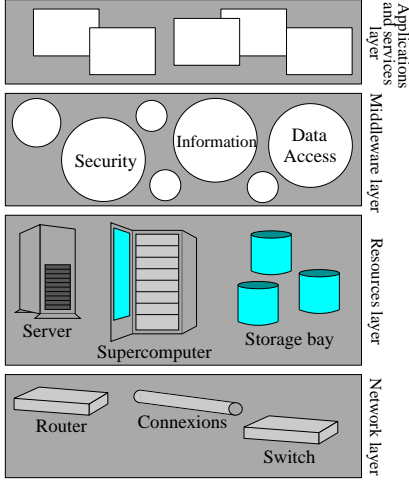 Applications
and services
layer
Security
Information
Data
Access
Middleware layer
Server
Supercomputer
Storage bay
Resources layer
Router
Connexions
Switch
Network layer